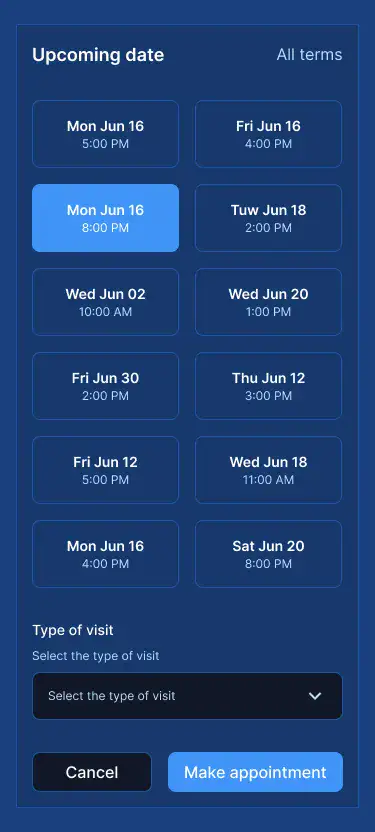 Upcoming date
All terms
Mon Jun 16
5:00 PM
Fri Jun 16
4:00 PM
Mon Jun 16
8:00 PM
Tuw Jun 18
2:00 PM
Wed Jun 02
10:00 AM
Wed Jun 20
1:00 PM
Fri Jun 30
2:00 PM
Thu Jun 12
3:00 PM
Fri Jun 12
5:00 PM
Wed Jun 18
11:00 AM
Mon Jun 16
4:00 PM
Sat Jun 20
8:00 PM
Type of visit
Select the type of visit
Select the type of visit
Cancel
Make appointment